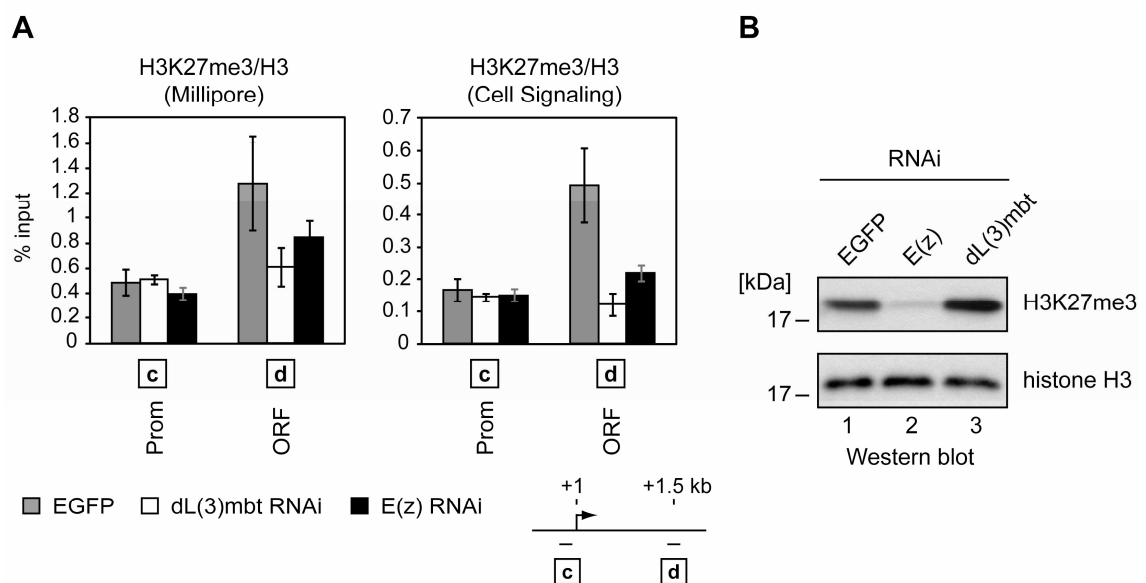 A
H3K27me3/H3
(Millipore)
H3K27me3/H3
(Cell Signaling)
% input
1.8
1.6
1.4
1.2
1
0.8
0.6
0.4
0.2
0
0.7
0.6
0.5
0.4
0.3
0.2
0.1
0
c
d
c
d
Prom
ORF
Prom
ORF
EGFP
dL(3)mbt RNAi
E(z) RNAi
+1
+1.5 kb
c
d
B
RNAi
EGFP
E(z)
dL(3)mbt
[kDa]
17
H3K27me3
17
histone H3
1 2 3
Western blot